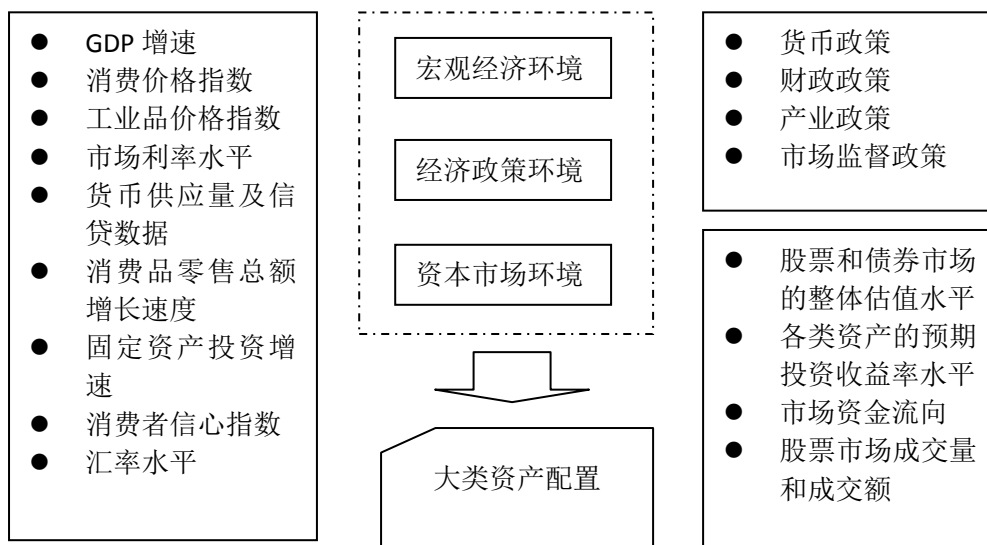 GDP 增速
消费价格指数
工业品价格指数
市场利率水平
货币供应量及信
贷数据
消费品零售总额
增长速度
固定资产投资增
速
消费者信心指数
汇率水平
宏观经济环境
经济政策环境
资本市场环境
大类资产配置
货币政策
财政政策
产业政策
市场监督政策
股票和债券市场
的整体估值水平
各类资产的预期
投资收益率水平
市场资金流向
股票市场成交量
和成交额